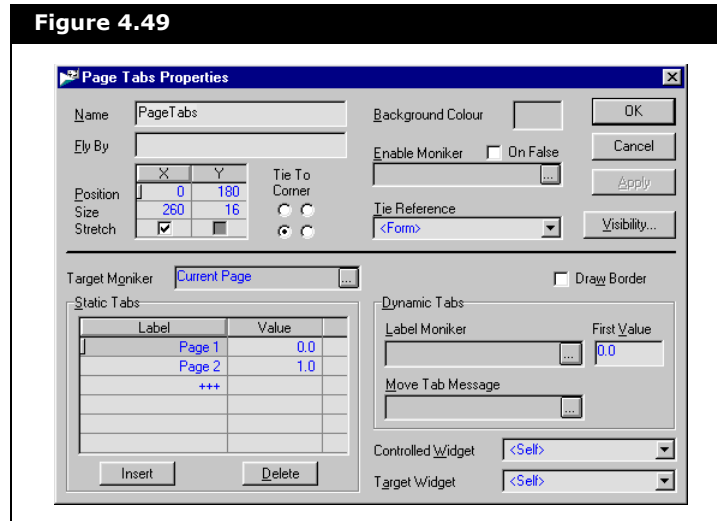 Figure 4.49
Page Tabs Properties
Name PageTabs
Fly By
X Y
Position 0 180
Size 260 16
Stretch
Tie To
Corner
Background Colour
Enable Moniker On False
...
Tie Reference
<Form>
OK
Cancel
Apply
Visibility...
Target Moniker Current Page ...
Draw Border
Static Tabs
Label Value
Page 1 0.0
Page 2 1.0
+++
Insert Delete
Dynamic Tabs
Label Moniker First Value
... 0.0
Move Tab Message
...
Controlled Widget <Self>
Target Widget <Self>